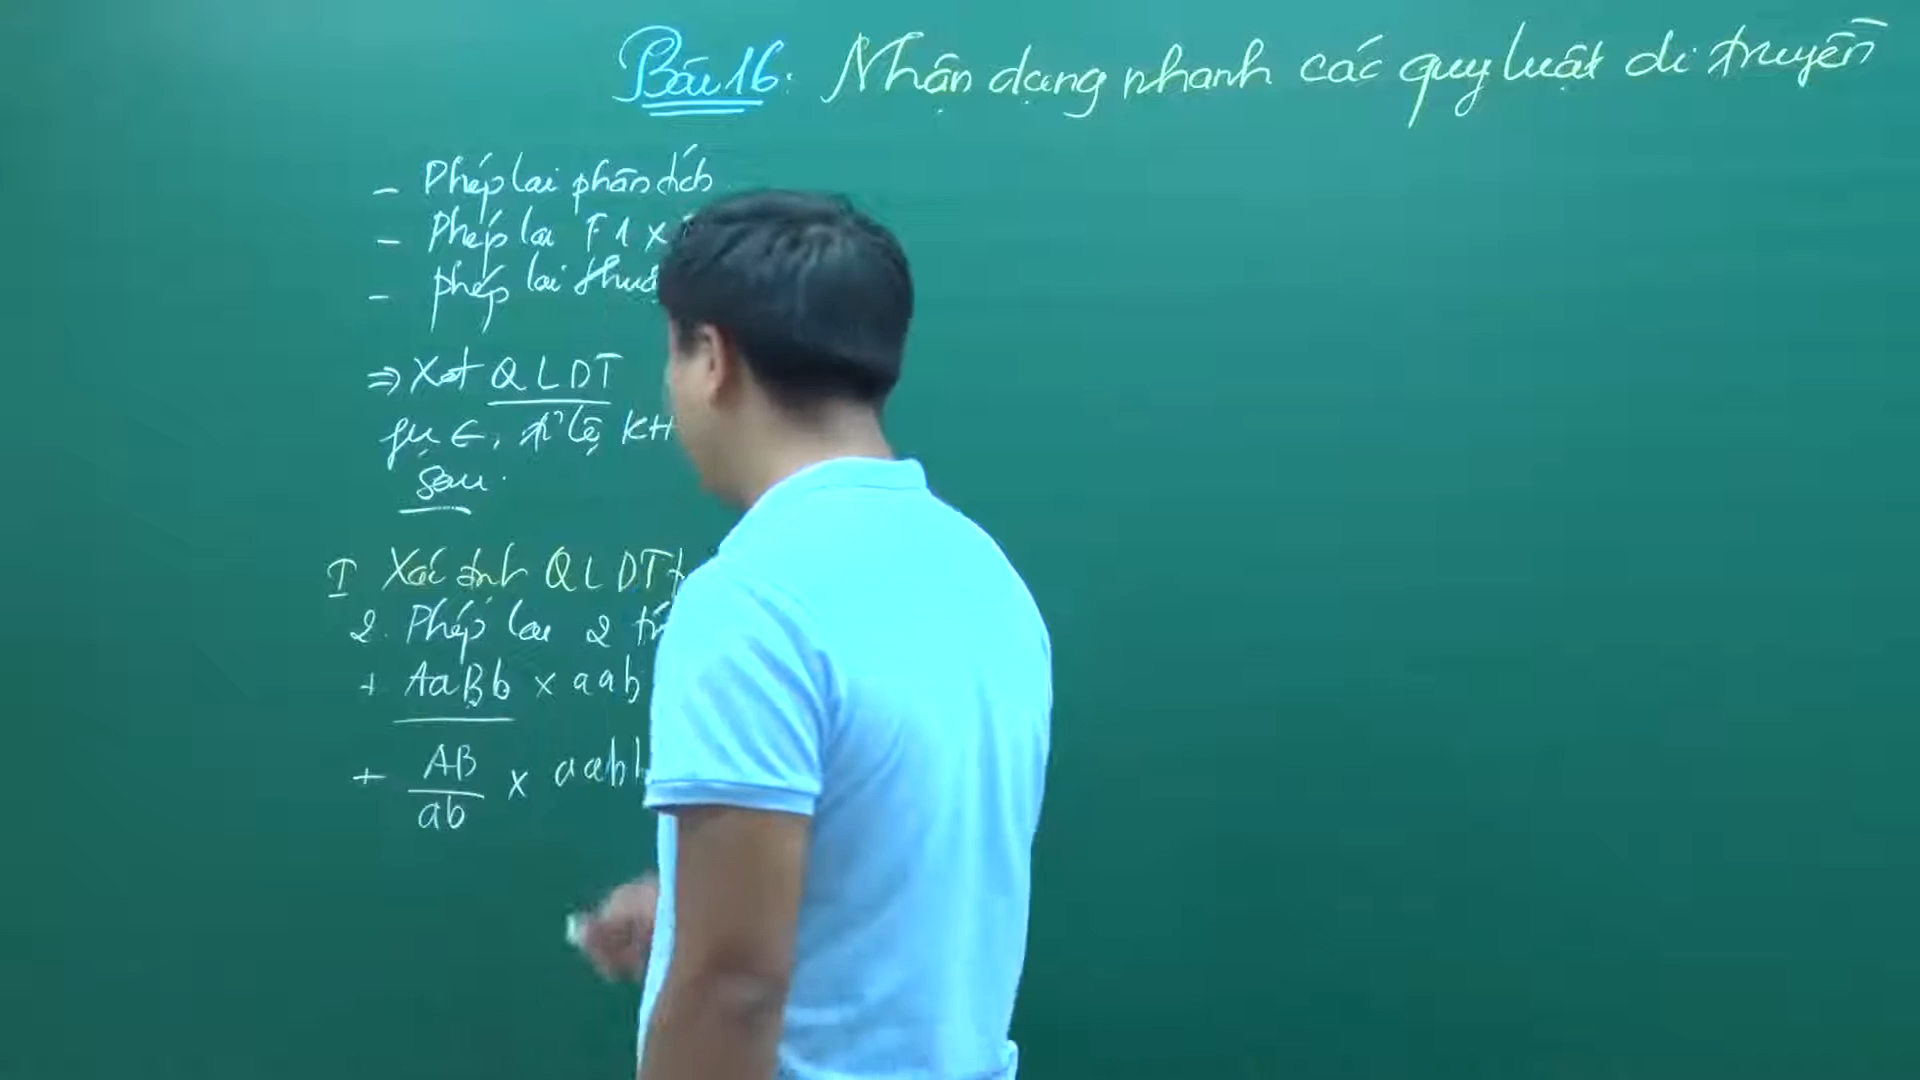 Bài 16: Nhận dạng nhanh các quy luật di truyền
- Phép lai phân tích
- Phép lai F1 x
- phép lai thuậ
⇒ Xét QLDT
, tỉ lệ KH
sau.
I Xác định QLDT
2. Phép lai 2 tí
+ AaBb x aab
+ AB/ab x aabb